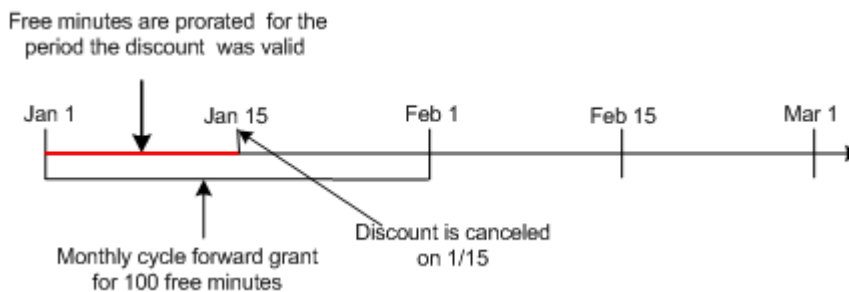 Free minutes are prorated for the
period the discount was valid
Jan 1
Jan 15
Feb 1
Feb 15
Mar 1
Monthly cycle forward grant
for 100 free minutes
Discount is canceled
on 1/15